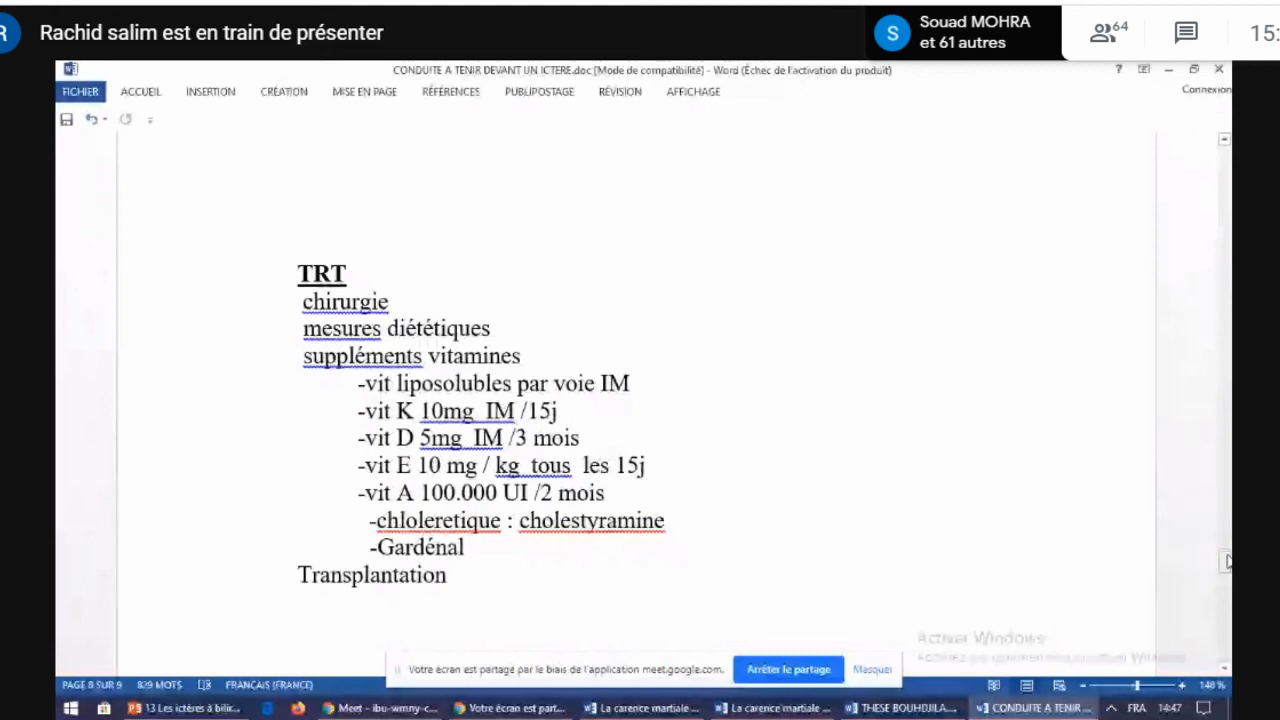 R
Rachid salim est en train de présenter
S
Souad MOHRA
et 61 autres
64
15:
CONDUITE A TENIR DEVANT UN ICTERE.doc [Mode de compatibilité] - Word (Échec de l'activation du produit)
?
FICHIER ACCUEIL INSERTION CRÉATION MISE EN PAGE RÉFÉRENCES PUBLIPOSTAGE RÉVISION AFFICHAGE
Connexion
TRT
chirurgie
mesures diététiques
suppléments vitamines
-vit liposolubles par voie IM
-vit K 10mg IM /15j
-vit D 5mg IM /3 mois
-vit E 10 mg / kg tous les 15j
-vit A 100.000 UI /2 mois
-chloleretique : cholestyramine
-Gardénal
Transplantation
Activer Windows
Votre écran est partagé par le biais de l'application meet.google.com.
Arrêter le partage
Masquer
PAGE 8 SUR 9 829 MOTS FRANÇAIS (FRANCE)
148 %
13 Les ictères à bilir... Meet - ibu-wmny-c... Votre écran est part... La carence martiale ... La carence martiale ... THESE BOUHDJILA... CONDUITE A TENIR ... FRA 14:47